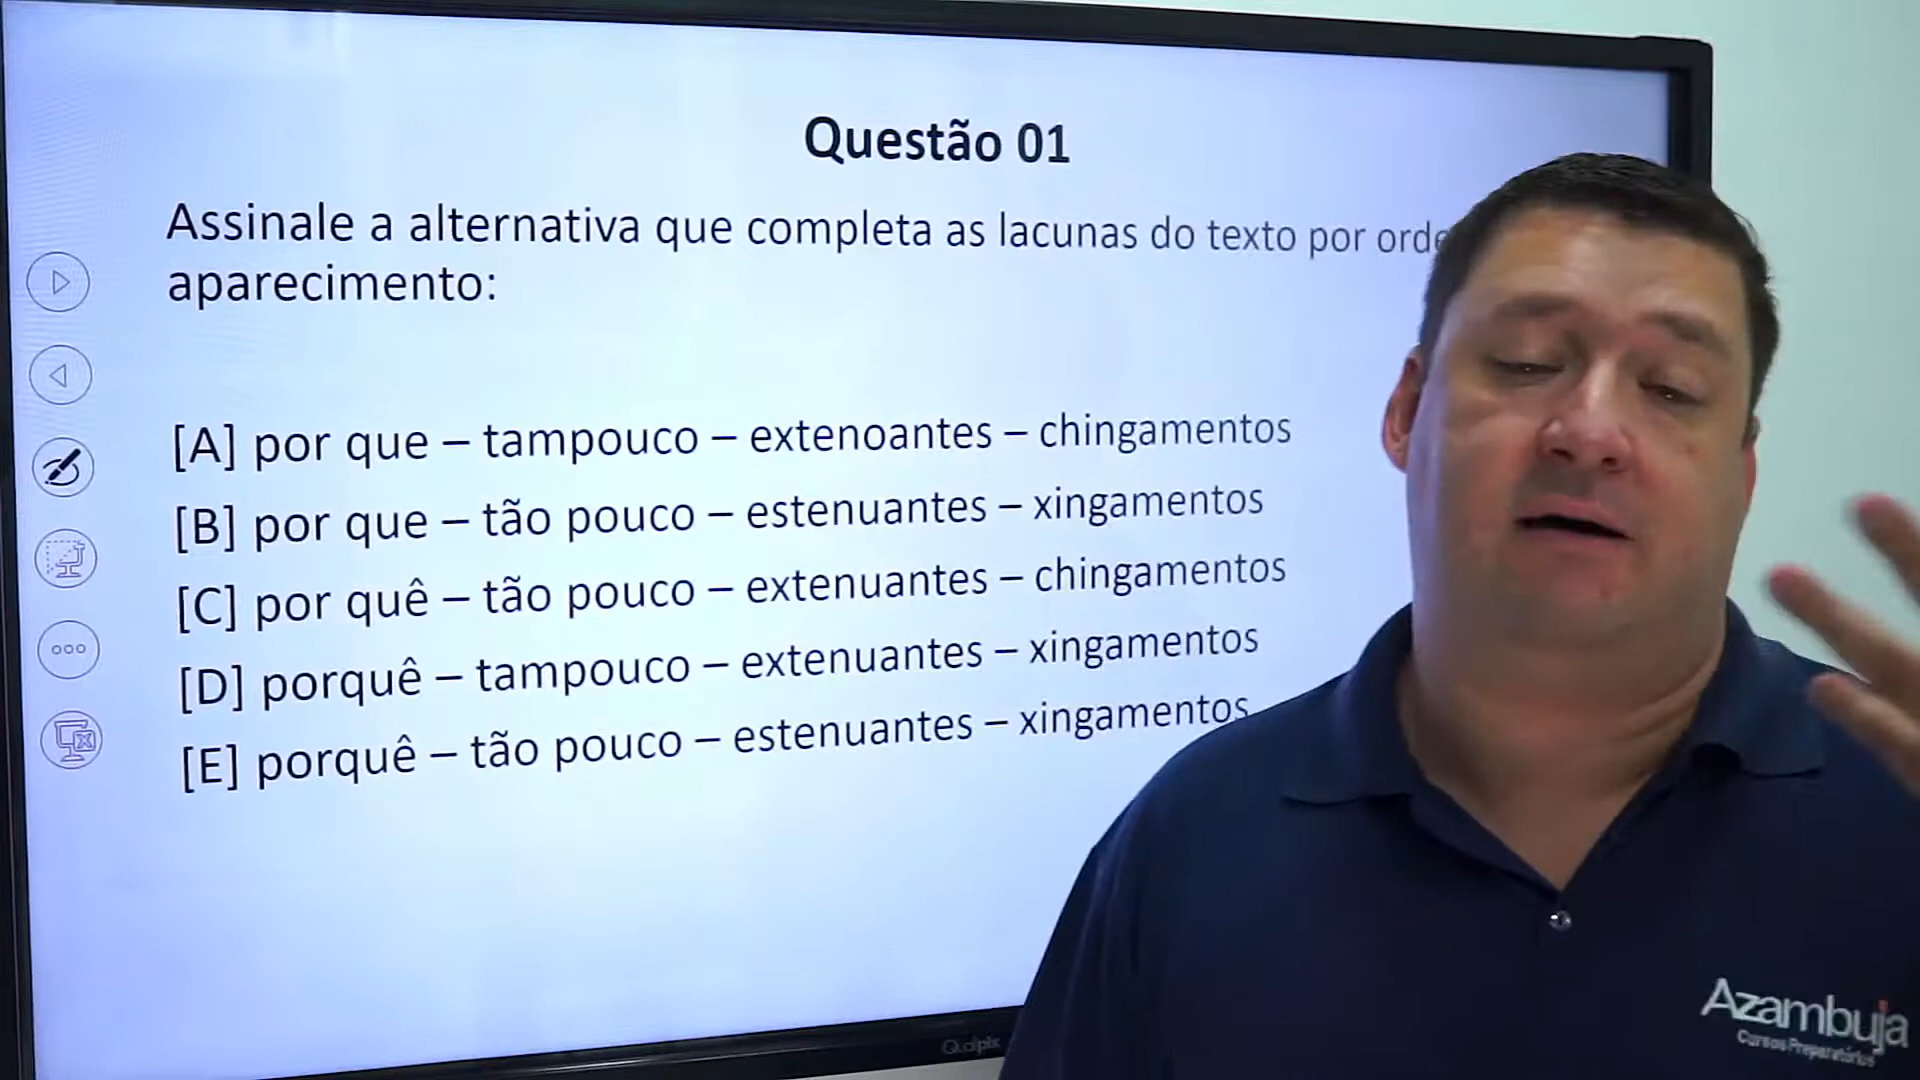 Questão 01
Assinale a alternativa que completa as lacunas do texto por orde
aparecimento:
[A] por que – tampouco – extenoantes – chingamentos
[B] por que – tão pouco – estenuantes – xingamentos
[C] por quê – tão pouco – extenuantes – chingamentos
[D] porquê – tampouco – extenuantes – xingamentos
[E] porquê – tão pouco – estenuantes – xingamentos
Azambuja
Cursos Preparatórios